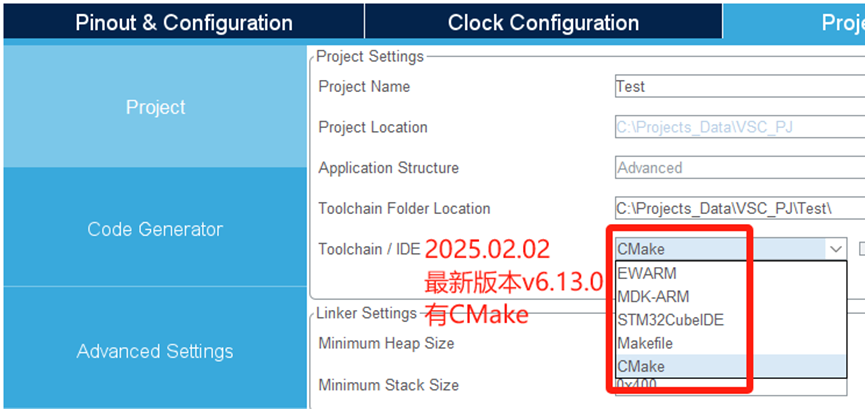 Pinout & Configuration
Clock Configuration
Project
Project Settings
Project Name
Test
Project Location
C:\Projects_Data\VSC_PJ
Application Structure
Advanced
Code Generator
Toolchain Folder Location
C:\Projects_Data\VSC_PJ\Test\
Toolchain / IDE
2025.02.02
最新版本v6.13.0
有CMake
CMake
EWARM
MDK-ARM
STM32CubeIDE
Makefile
CMake
Advanced Settings
Linker Settings
Minimum Heap Size
Minimum Stack Size
0x400